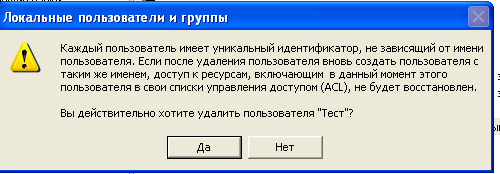 Локальные пользователи и группы
Каждый пользователь имеет уникальный идентификатор, не зависящий от имени
пользователя. Если после удаления пользователя вновь создать пользователя с
таким же именем, доступ к ресурсам, включающим в данный момент этого
пользователя в свои списки управления доступом (ACL), не будет восстановлен.
Вы действительно хотите удалить пользователя "Тест"?
Да
Нет